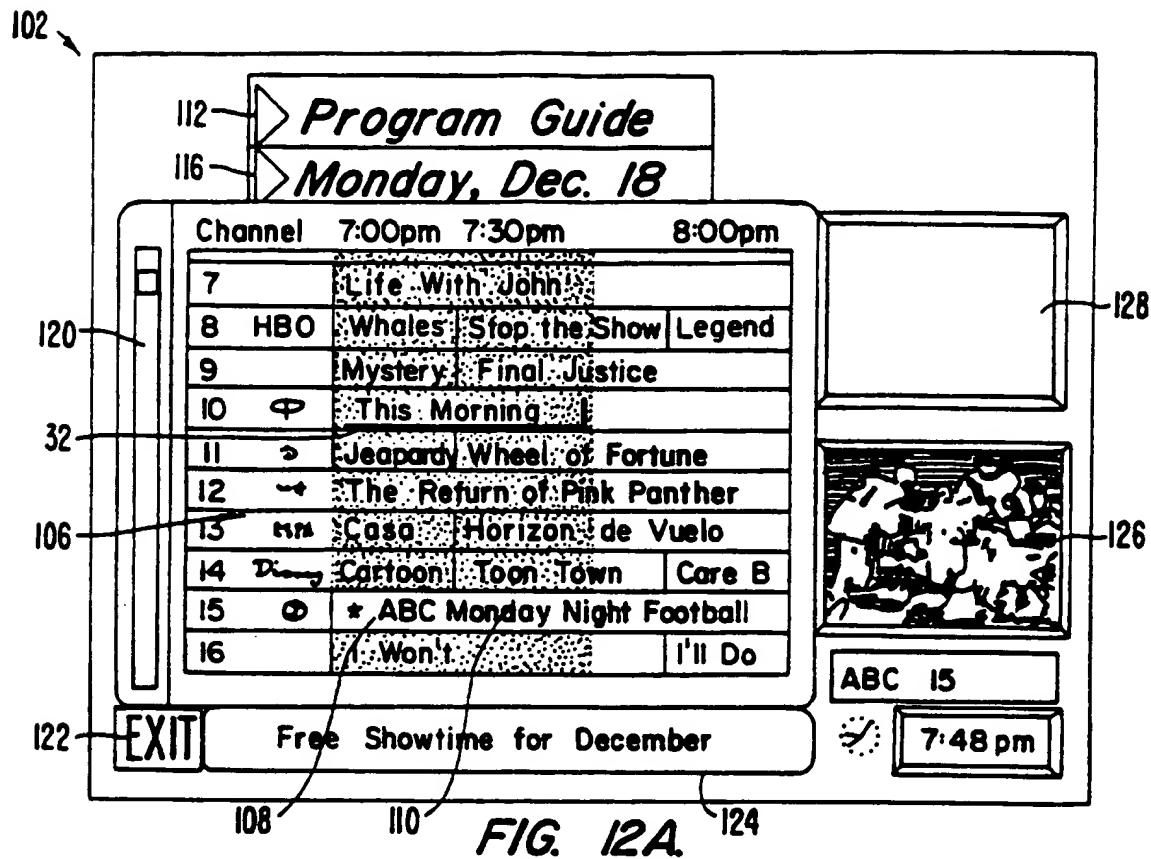 102
112 Program Guide
116 Monday, Dec. 18
Channel 7:00pm 7:30pm 8:00pm
7 Life With John
120 8 HBO Whales Stop the Show Legend 128
9 Mystery Final Justice
10 This Morning
32
11 Jeapardy Wheel of Fortune
12 The Return of Pink Panther
106 13 Casa Horizon de Vuelo 126
14 Disney Cartoon Toon Town Care B
15 * ABC Monday Night Football
16 I Won't I'll Do
ABC 15
122 EXIT Free Showtime for December 7:48 pm
108 110 124
FIG. 12A.